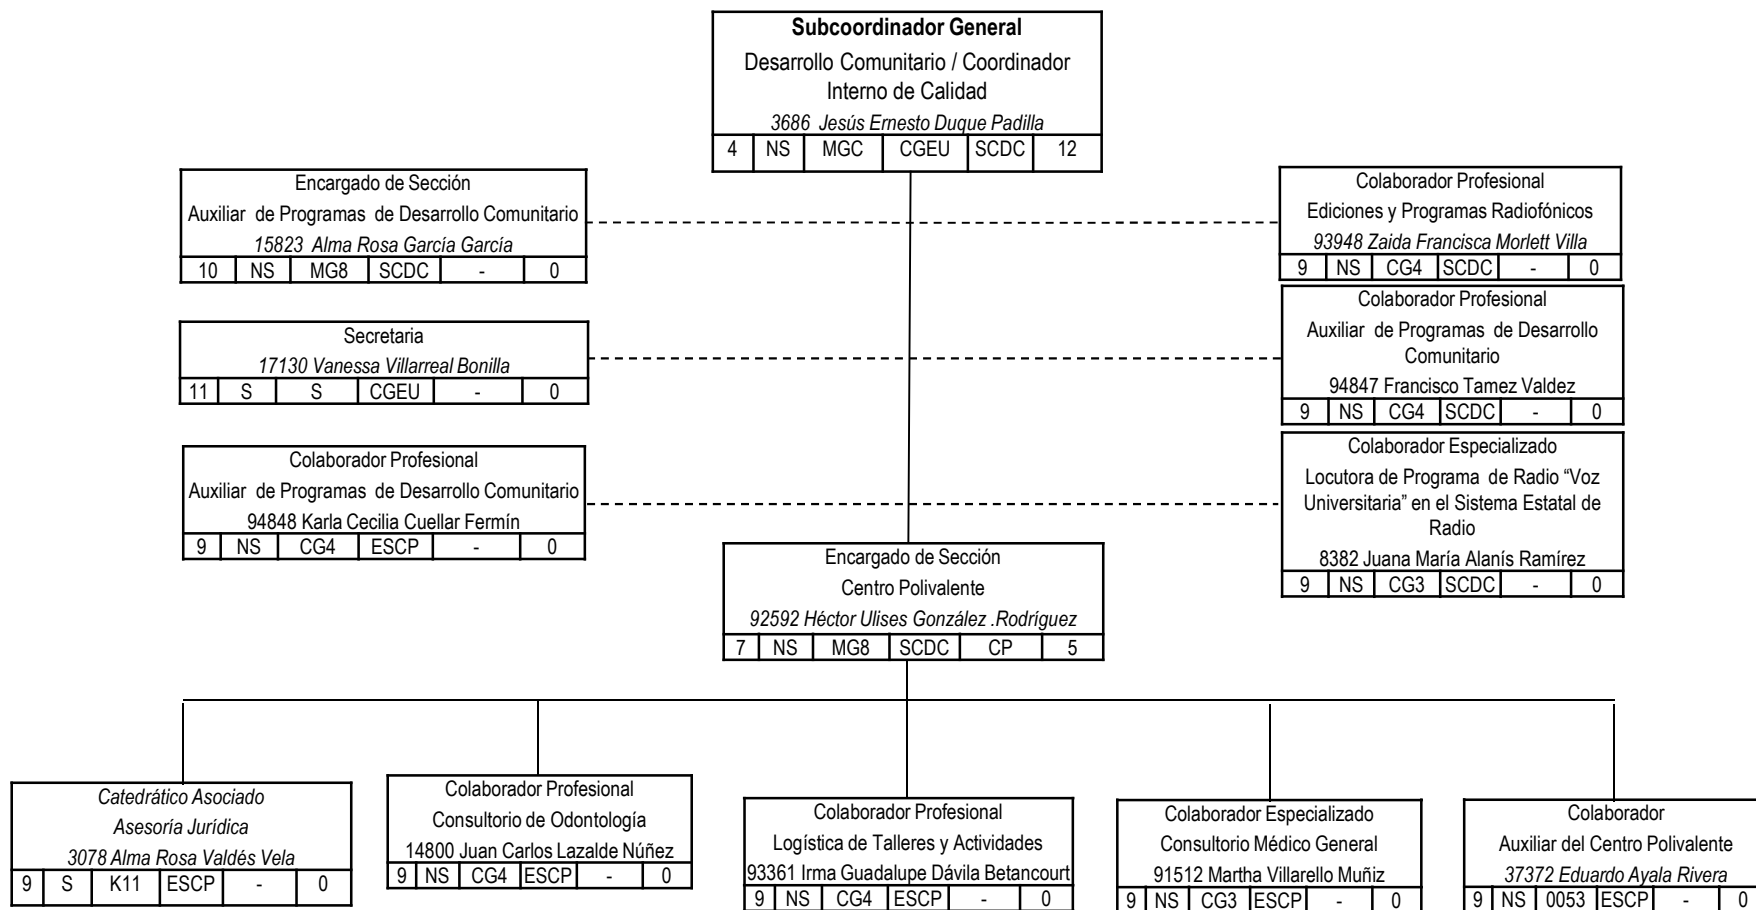 Subcoordinador General
Desarrollo Comunitario / Coordinador
Interno de Calidad
3686 Jesús Ernesto Duque Padilla
4 NS MGC CGEU SCDC 12
Encargado de Sección
Auxiliar de Programas de Desarrollo Comunitario
15823 Alma Rosa García García
10 NS MG8 SCDC - 0
Colaborador Profesional
Ediciones y Programas Radiofónicos
93948 Zaida Francisca Morlett Villa
9 NS CG4 SCDC - 0
Secretaria
17130 Vanessa Villarreal Bonilla
11 S S CGEU - 0
Colaborador Profesional
Auxiliar de Programas de Desarrollo
Comunitario
94847 Francisco Tamez Valdez
9 NS CG4 SCDC - 0
Colaborador Profesional
Auxiliar de Programas de Desarrollo Comunitario
94848 Karla Cecilia Cuellar Fermín
9 NS CG4 ESCP - 0
Colaborador Especializado
Locutora de Programa de Radio “Voz
Universitaria” en el Sistema Estatal de
Radio
8382 Juana María Alanís Ramírez
9 NS CG3 SCDC - 0
Encargado de Sección
Centro Polivalente
92592 Héctor Ulises González .Rodríguez
7 NS MG8 SCDC CP 5
Catedrático Asociado
Asesoría Jurídica
3078 Alma Rosa Valdés Vela
9 S K11 ESCP - 0
Colaborador Profesional
Consultorio de Odontología
14800 Juan Carlos Lazalde Núñez
9 NS CG4 ESCP - 0
Colaborador Profesional
Logística de Talleres y Actividades
93361 Irma Guadalupe Dávila Betancourt
9 NS CG4 ESCP - 0
Colaborador Especializado
Consultorio Médico General
91512 Martha Villarello Muñiz
9 NS CG3 ESCP - 0
Colaborador
Auxiliar del Centro Polivalente
37372 Eduardo Ayala Rivera
9 NS 0053 ESCP - 0